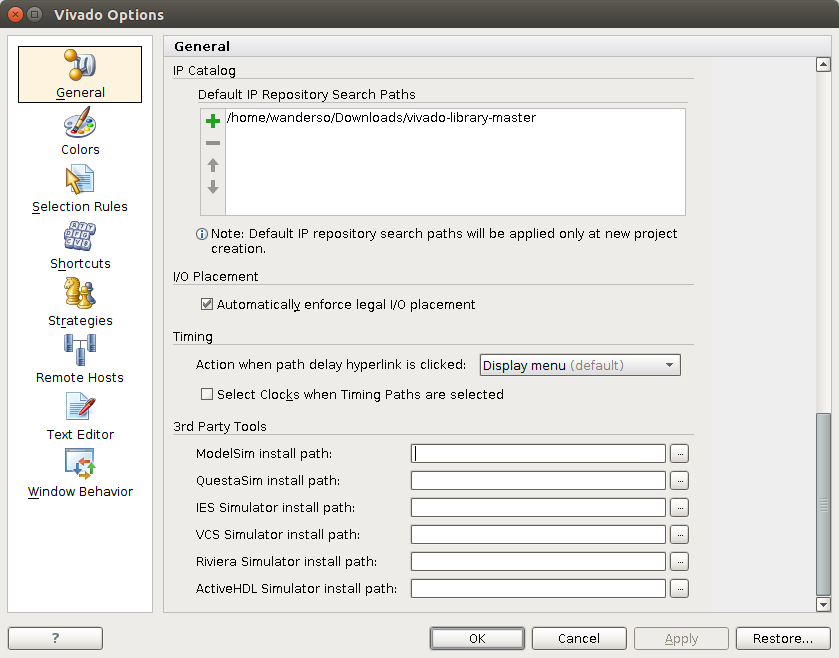 Vivado Options
General
Colors
Selection Rules
Shortcuts
Strategies
Remote Hosts
Text Editor
Window Behavior
General
IP Catalog
Default IP Repository Search Paths
/home/wanderso/Downloads/vivado-library-master
Note: Default IP repository search paths will be applied only at new project
creation.
I/O Placement
Automatically enforce legal I/O placement
Timing
Action when path delay hyperlink is clicked: Display menu (default)
Select Clocks when Timing Paths are selected
3rd Party Tools
ModelSim install path: ...
QuestaSim install path: ...
IES Simulator install path: ...
VCS Simulator install path: ...
Riviera Simulator install path: ...
ActiveHDL Simulator install path: ...
? OK Cancel Apply Restore...